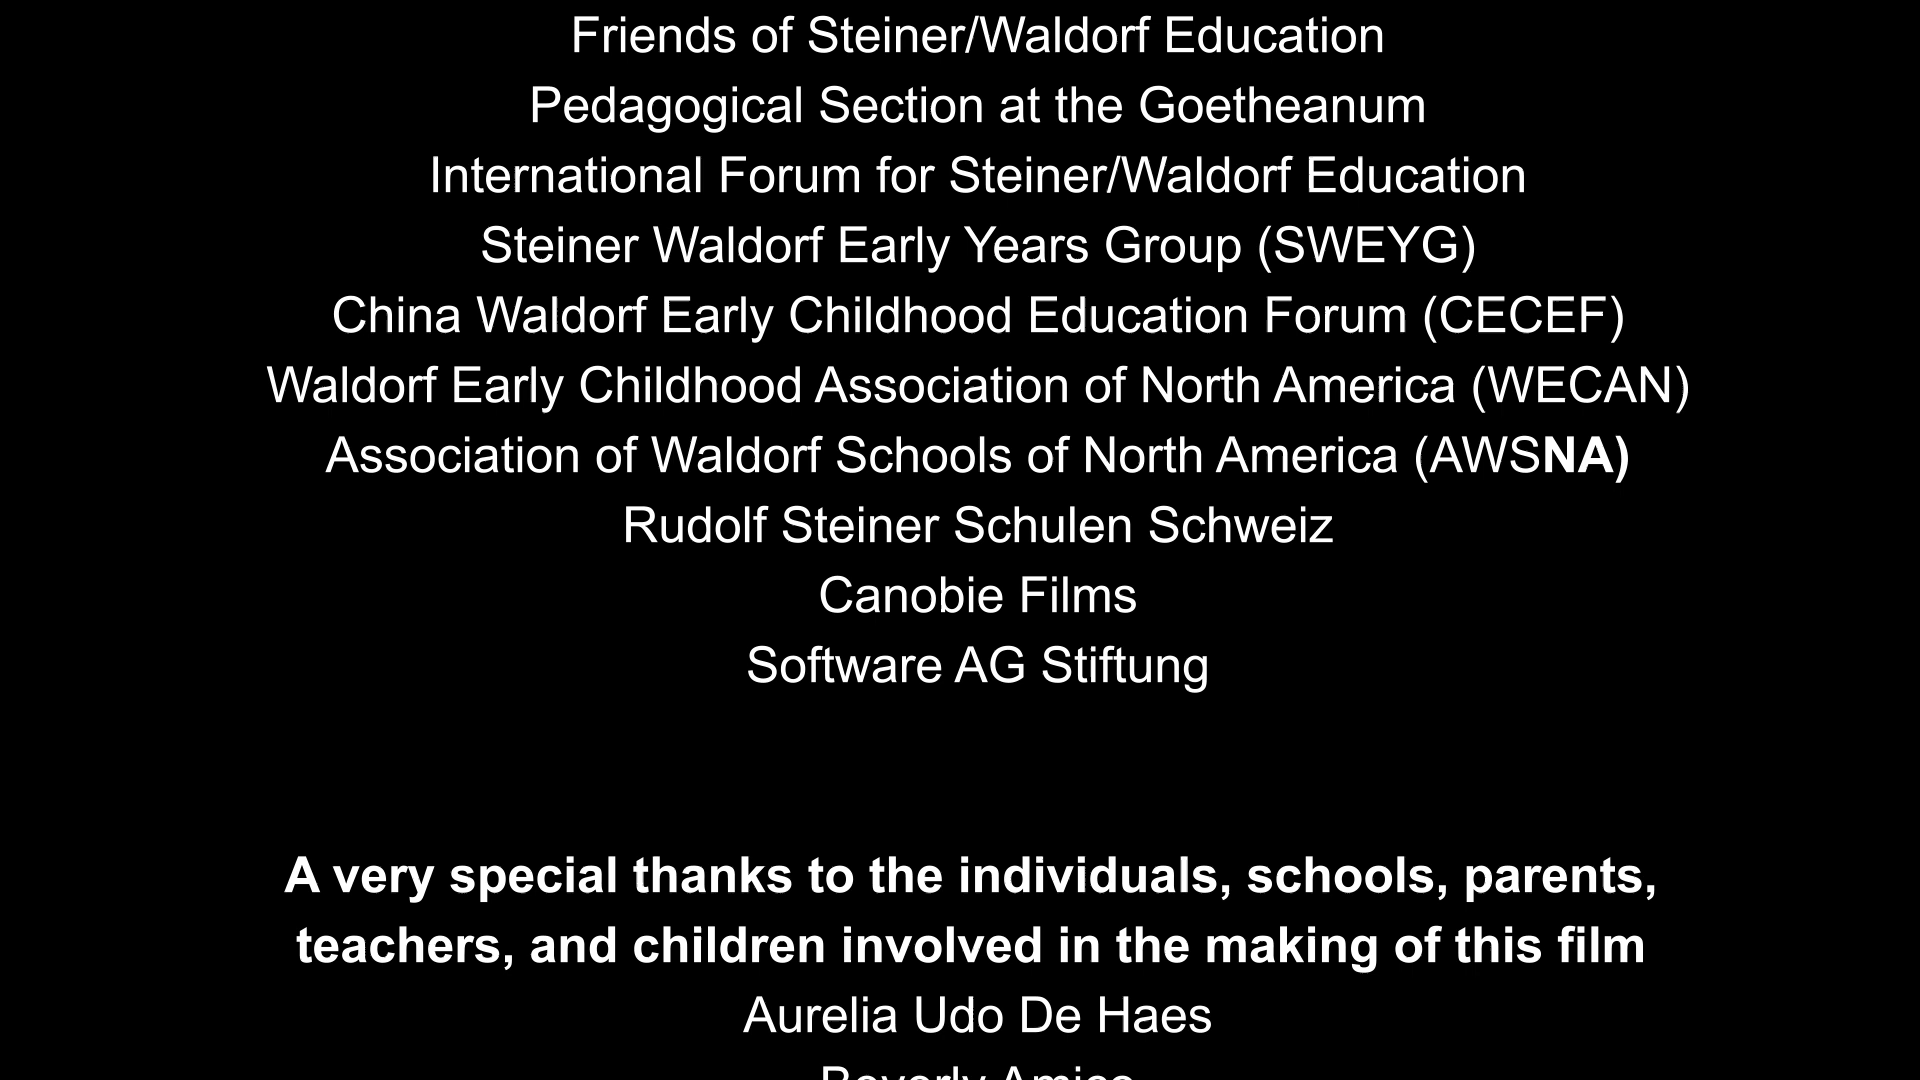 Friends of Steiner/Waldorf Education
Pedagogical Section at the Goetheanum
International Forum for Steiner/Waldorf Education
Steiner Waldorf Early Years Group (SWEYG)
China Waldorf Early Childhood Education Forum (CECEF)
Waldorf Early Childhood Association of North America (WECAN)
Association of Waldorf Schools of North America (AWSNA)
Rudolf Steiner Schulen Schweiz
Canobie Films
Software AG Stiftung
A very special thanks to the individuals, schools, parents,
teachers, and children involved in the making of this film
Aurelia Udo De Haes
Beverly